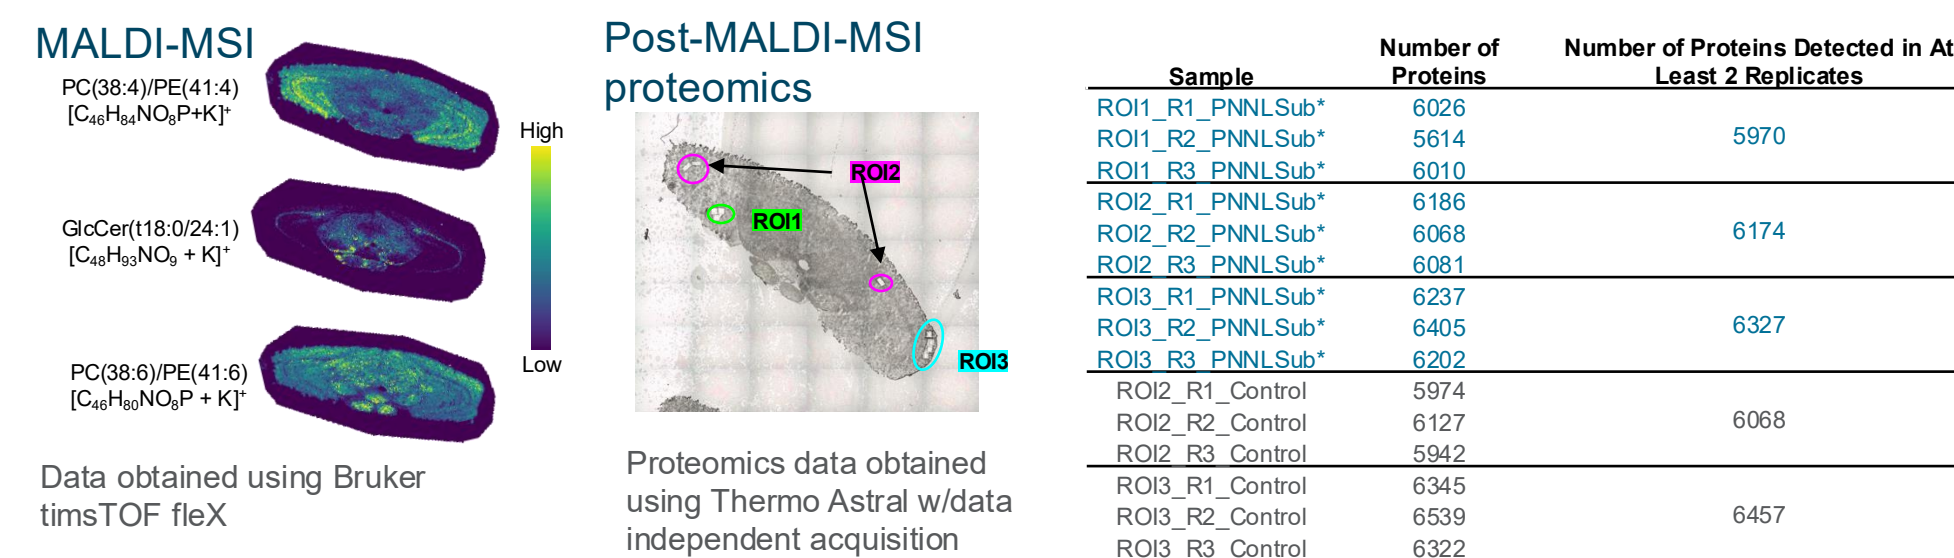 MALDI-MSI
PC(38:4)/PE(41:4)
[C₄₆H₈₄NO₈P+K]⁺
GlcCer(t18:0/24:1)
[C₄₈H₉₃NO₉ + K]⁺
PC(38:6)/PE(41:6)
[C₄₆H₈₀NO₈P + K]⁺
High
Low
Data obtained using Bruker
timsTOF fleX
Post-MALDI-MSI
proteomics
ROI2
ROI1
ROI3
Proteomics data obtained
using Thermo Astral w/data
independent acquisition
Sample Number of Proteins Number of Proteins Detected in At Least 2 Replicates
ROI1_R1_PNNLSub* 6026
ROI1_R2_PNNLSub* 5614 5970
ROI1_R3_PNNLSub* 6010
ROI2_R1_PNNLSub* 6186
ROI2_R2_PNNLSub* 6068 6174
ROI2_R3_PNNLSub* 6081
ROI3_R1_PNNLSub* 6237
ROI3_R2_PNNLSub* 6405 6327
ROI3_R3_PNNLSub* 6202
ROI2_R1_Control 5974
ROI2_R2_Control 6127 6068
ROI2_R3_Control 5942
ROI3_R1_Control 6345
ROI3_R2_Control 6539 6457
ROI3_R3_Control 6322